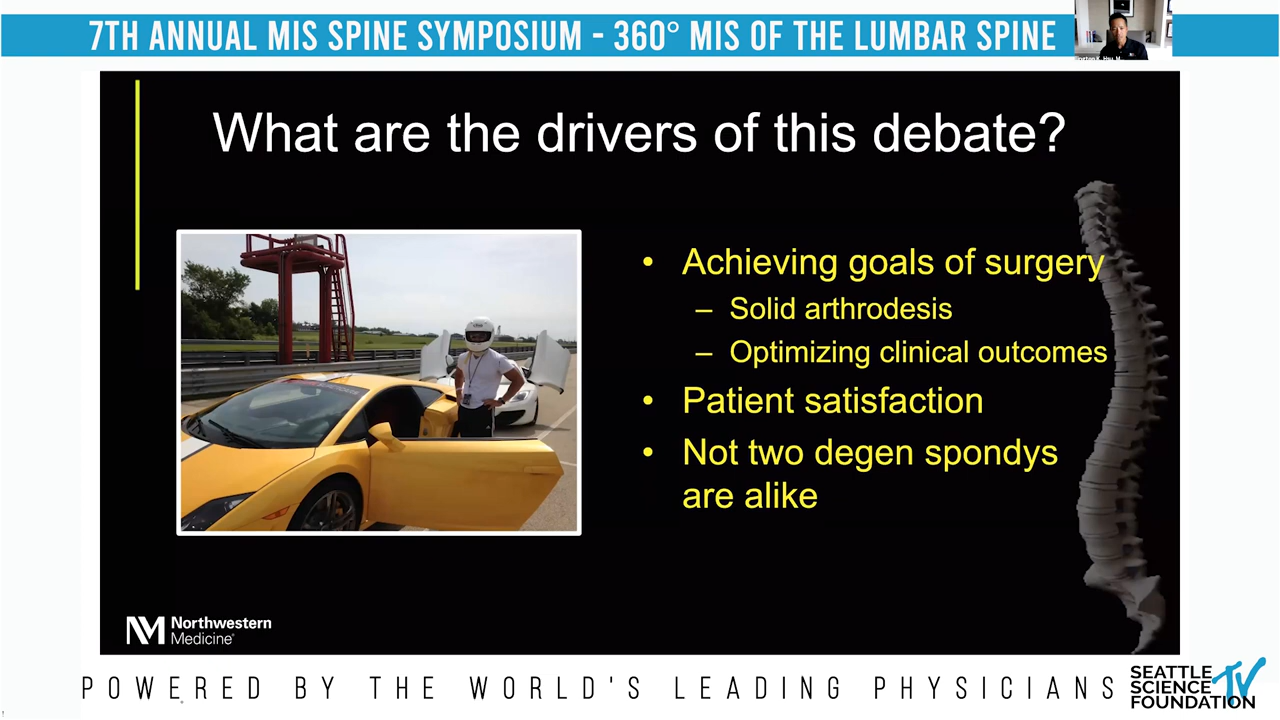 7TH ANNUAL MIS SPINE SYMPOSIUM - 360° MIS OF THE LUMBAR SPINE
What are the drivers of this debate?
• Achieving goals of surgery
– Solid arthrodesis
– Optimizing clinical outcomes
• Patient satisfaction
• Not two degen spondys
are alike
NM Northwestern
Medicine®
POWERED BY THE WORLD'S LEADING PHYSICIANS
SEATTLE
SCIENCE TV
FOUNDATION